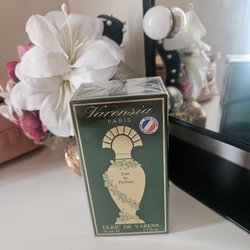 Varensia
PARIS
Eau
de
Parfum
ULRIC DE VARENS